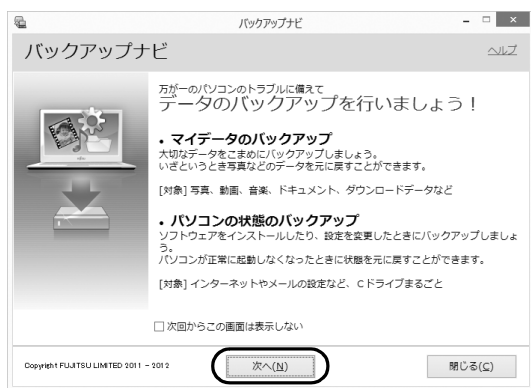 バックアップナビ
バックアップナビ
ヘルプ
万が一のパソコンのトラブルに備えて
データのバックアップを行いましょう！
・マイデータのバックアップ
大切なデータをこまめにバックアップしましょう。
いざというとき写真などのデータを元に戻すことができます。
[対象] 写真、動画、音楽、ドキュメント、ダウンロードデータなど
・パソコンの状態のバックアップ
ソフトウェアをインストールしたり、設定を変更したときにバックアップしましょ
う。
パソコンが正常に起動しなくなったときに状態を元に戻すことができます。
[対象] インターネットやメールの設定など、Cドライブまるごと
次回からこの画面は表示しない
Copyright FUJITSU LIMITED 2011 - 2012
次へ(N)
閉じる(C)